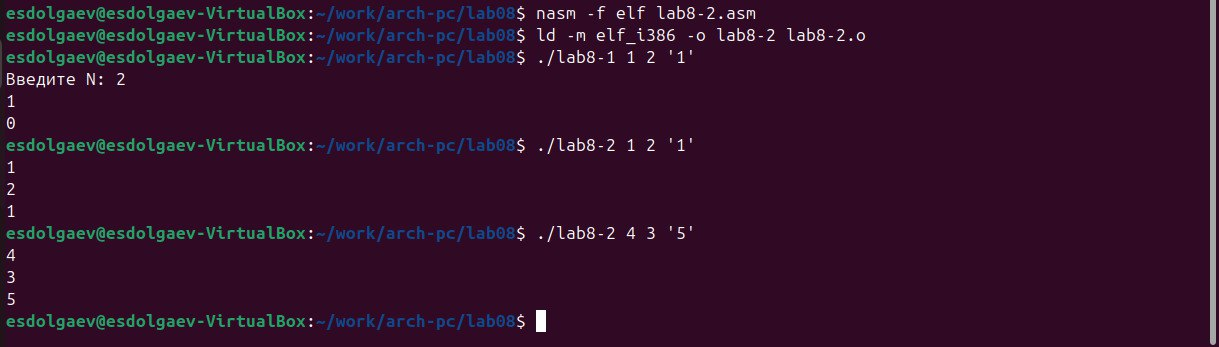 esdolgaev@esdolgaev-VirtualBox:~/work/arch-pc/lab08$ nasm -f elf lab8-2.asm
esdolgaev@esdolgaev-VirtualBox:~/work/arch-pc/lab08$ ld -m elf_i386 -o lab8-2 lab8-2.o
esdolgaev@esdolgaev-VirtualBox:~/work/arch-pc/lab08$ ./lab8-1 1 2 '1'
Введите N: 2
1
0
esdolgaev@esdolgaev-VirtualBox:~/work/arch-pc/lab08$ ./lab8-2 1 2 '1'
1
2
1
esdolgaev@esdolgaev-VirtualBox:~/work/arch-pc/lab08$ ./lab8-2 4 3 '5'
4
3
5
esdolgaev@esdolgaev-VirtualBox:~/work/arch-pc/lab08$